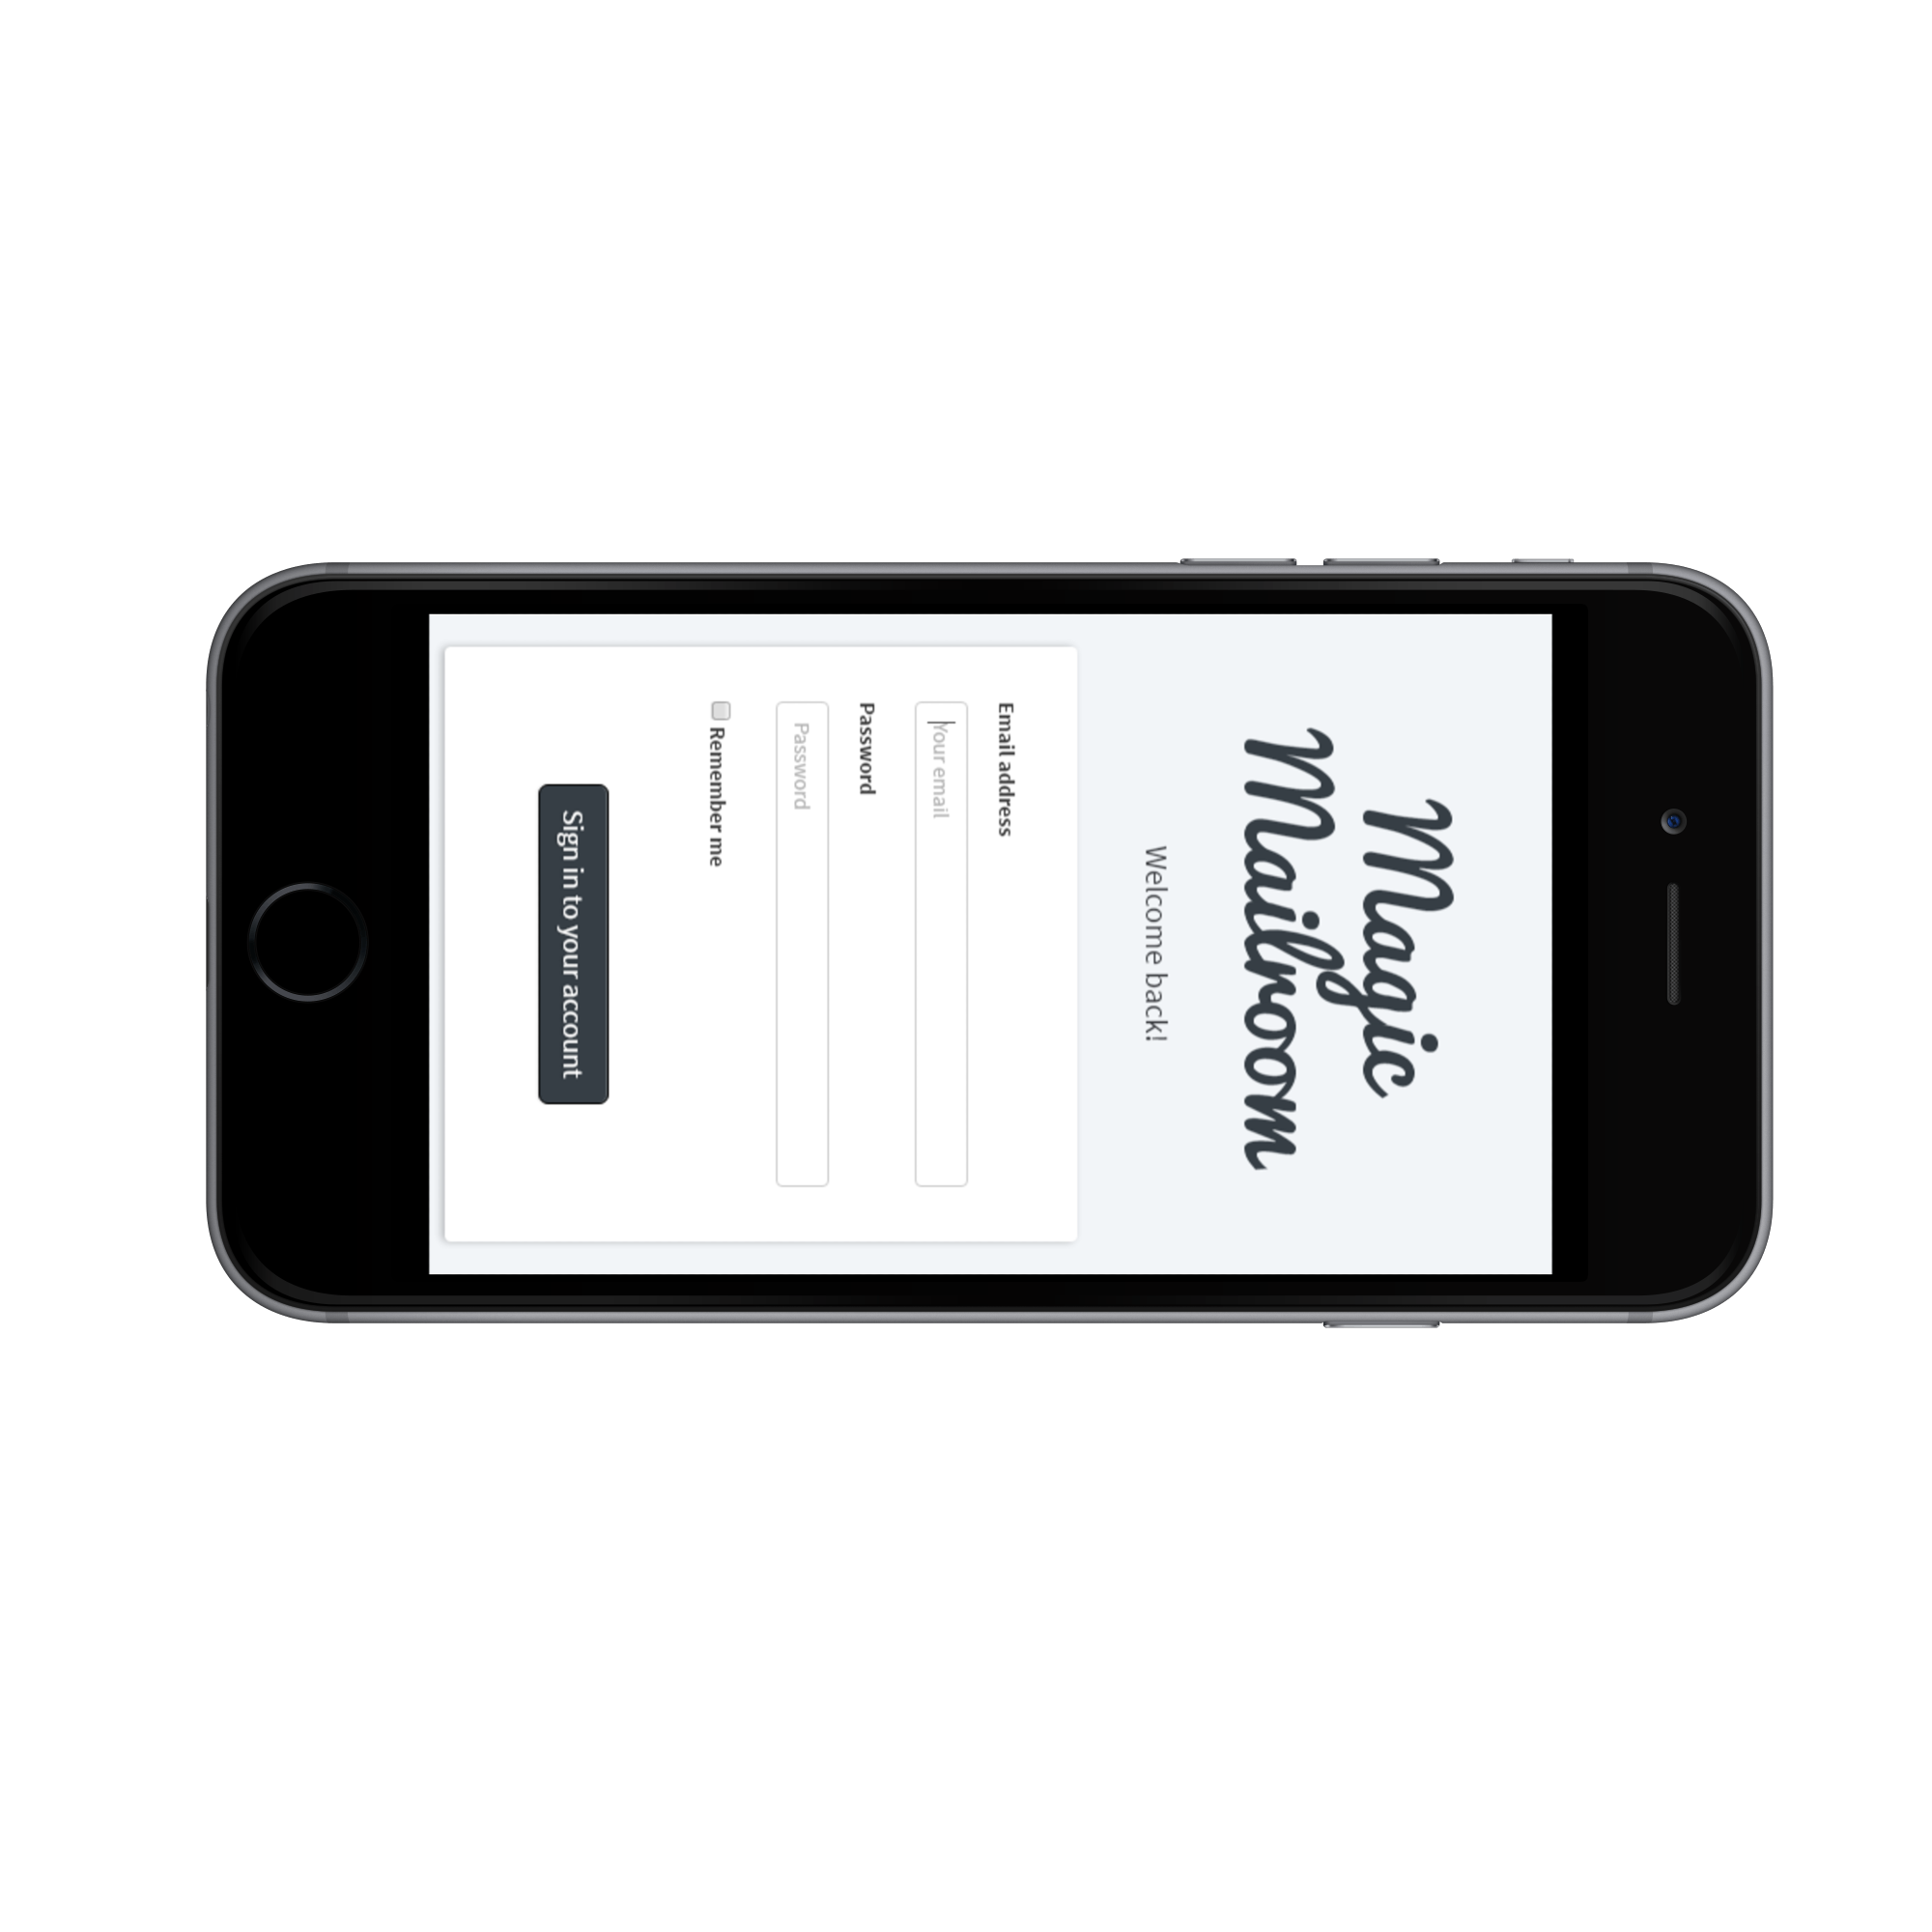 Magic
Mailroom
Welcome back!
Email address
Your email
Password
Password
Remember me
Sign in to your account